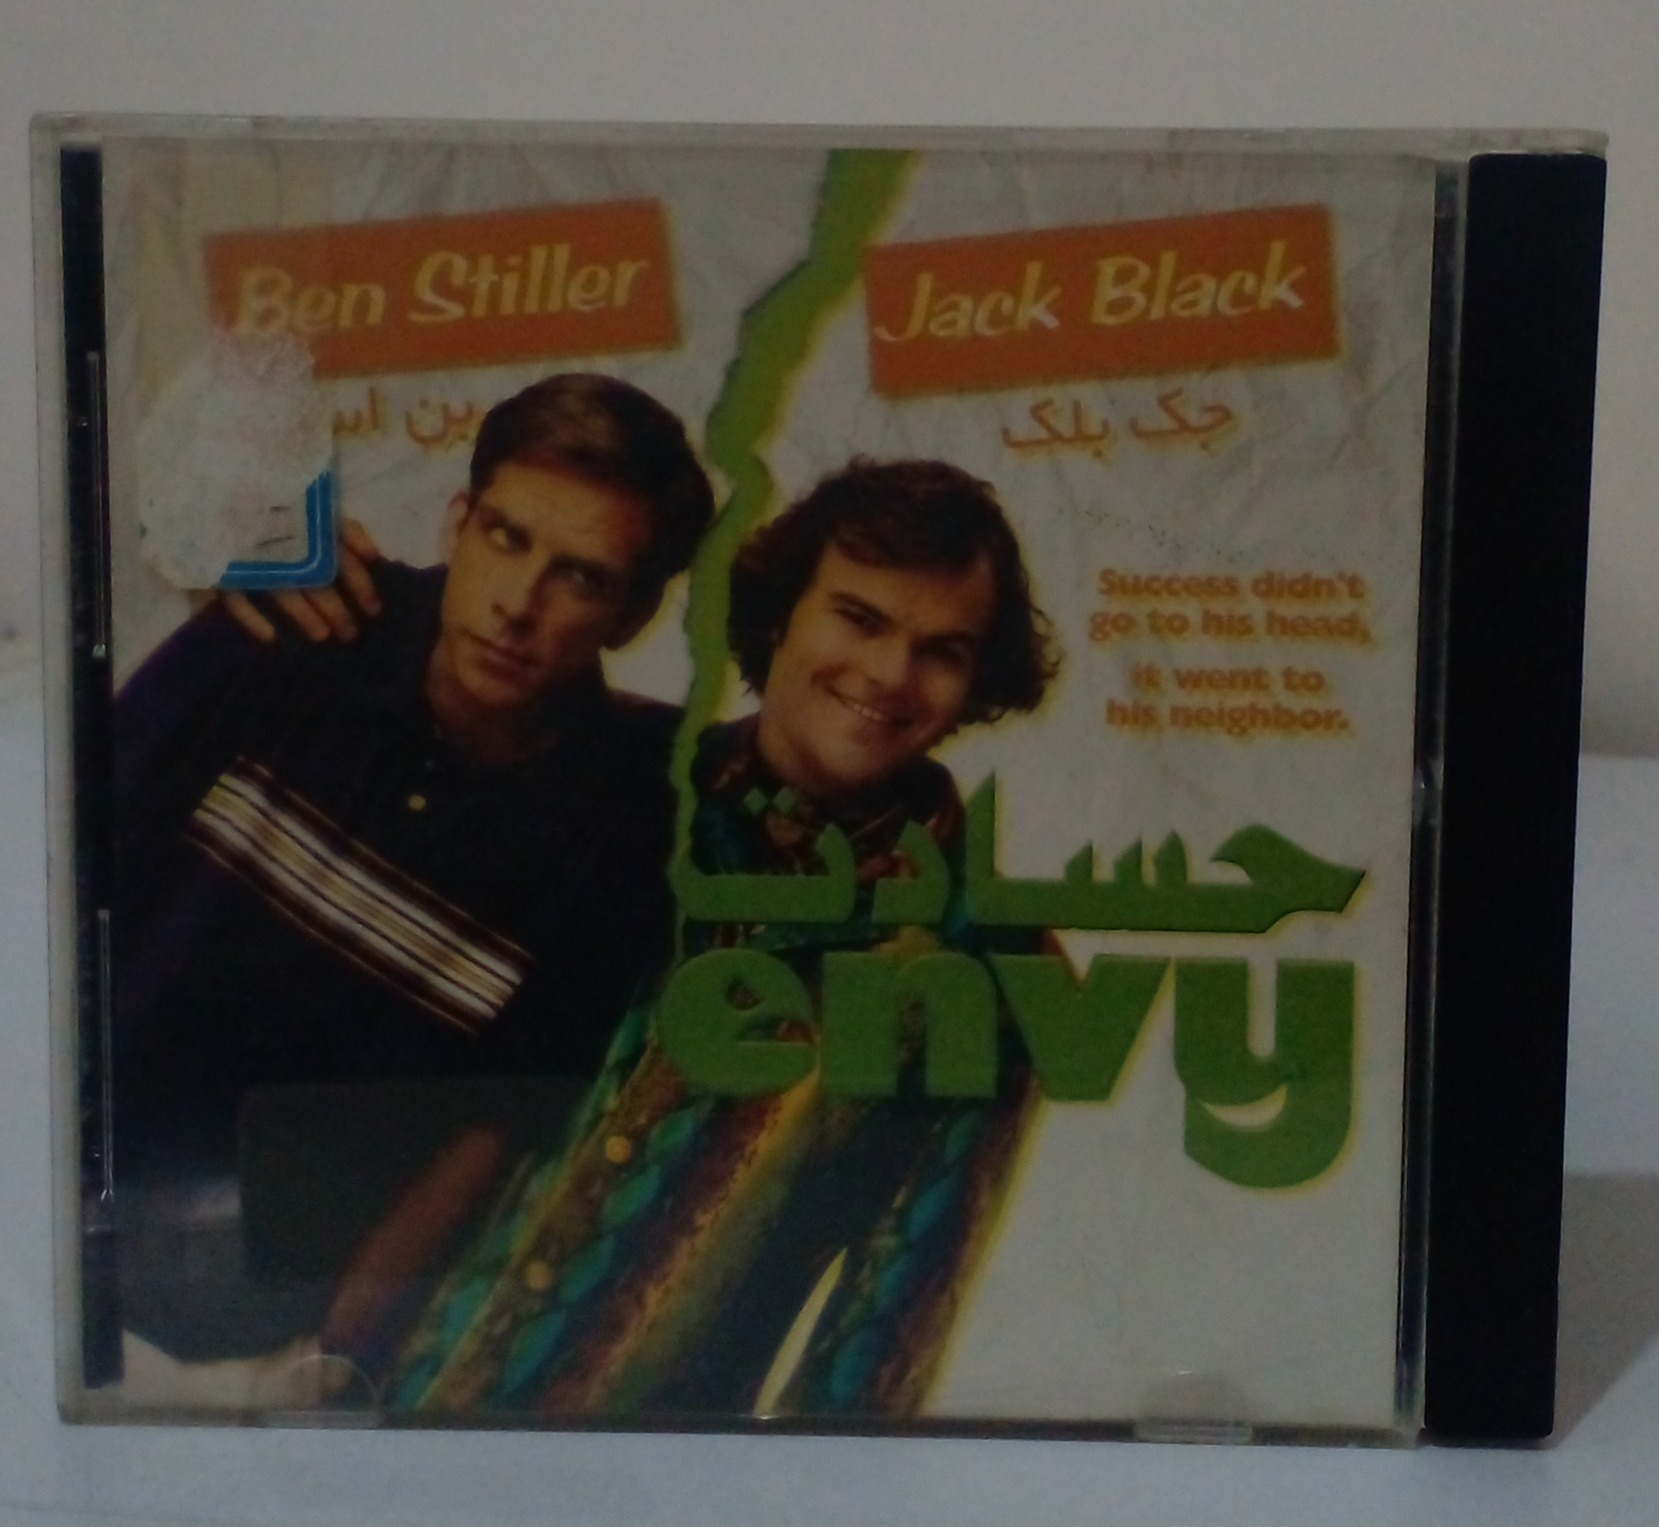 Ben Stiller
Jack Black
بن
جک بلک
Success didn't
go to his head,
it went to
his neighbor.
حسادت
envy